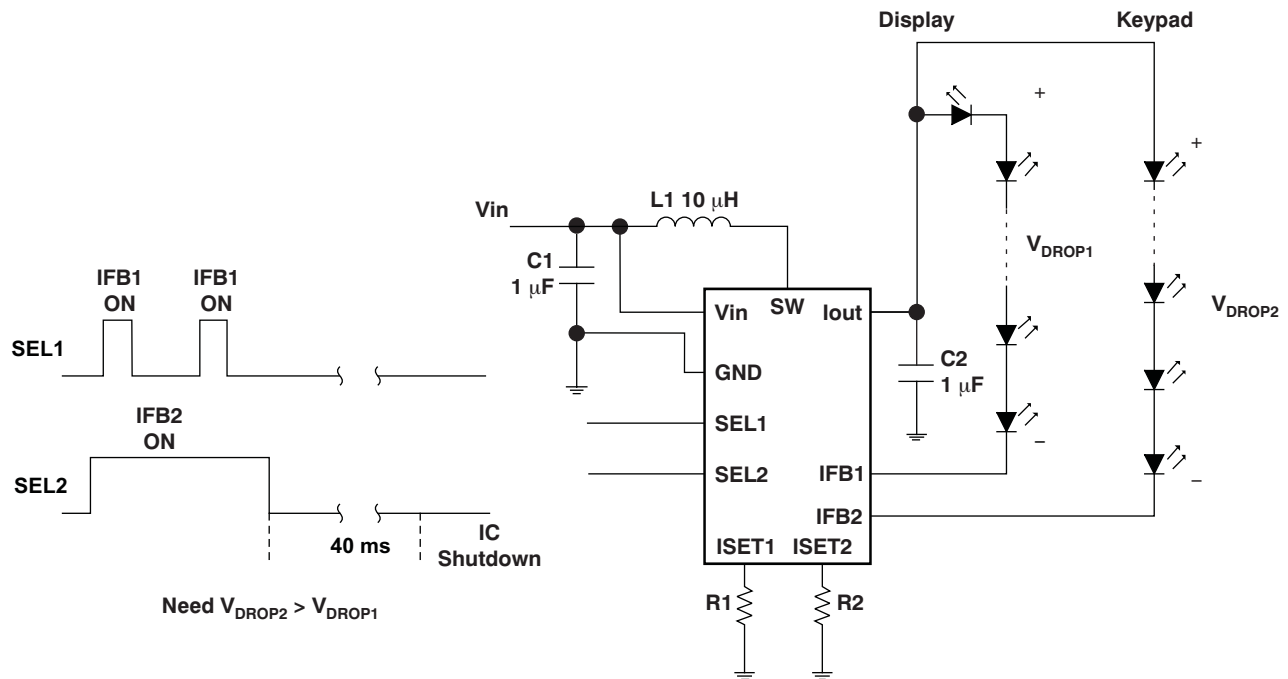 Display
Keypad
+
+
L1 10 μH
Vin
C1
1 μF
V_DROP1
IFB1
ON
IFB1
ON
SW
Vin
Iout
V_DROP2
SEL1
C2
1 μF
GND
IFB2
ON
SEL1
–
SEL2
SEL2
IFB1
–
IFB2
40 ms
IC
Shutdown
ISET1
ISET2
Need V_DROP2 > V_DROP1
R1
R2